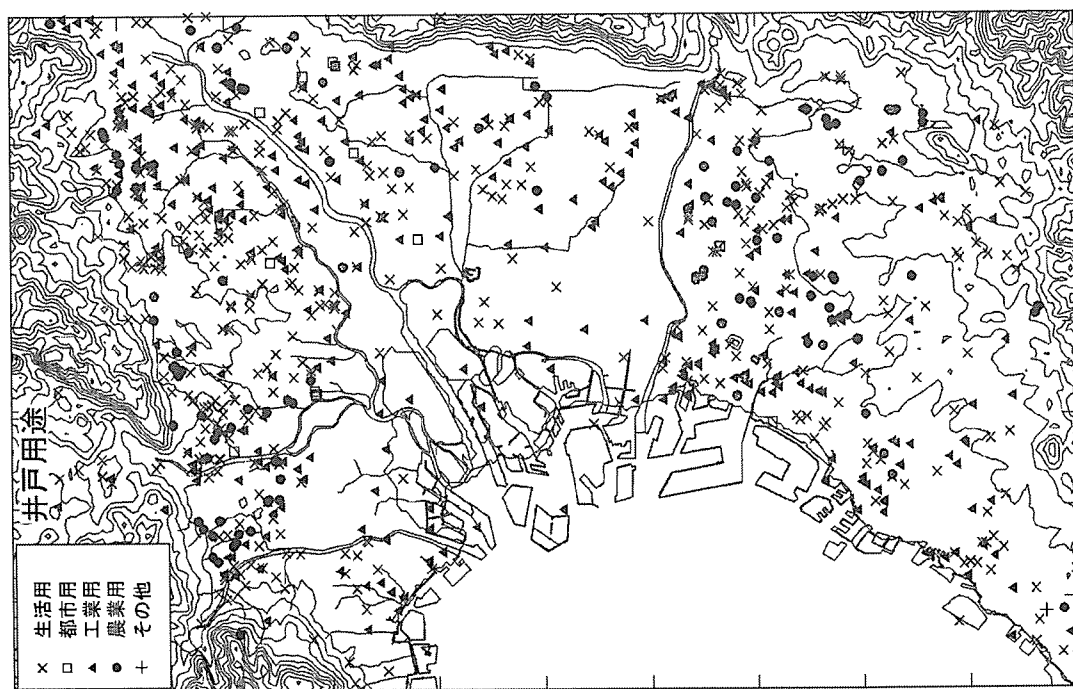 井戸用途
× 生活用
□ 都市用
▲ 工業用
● 農業用
+ その他